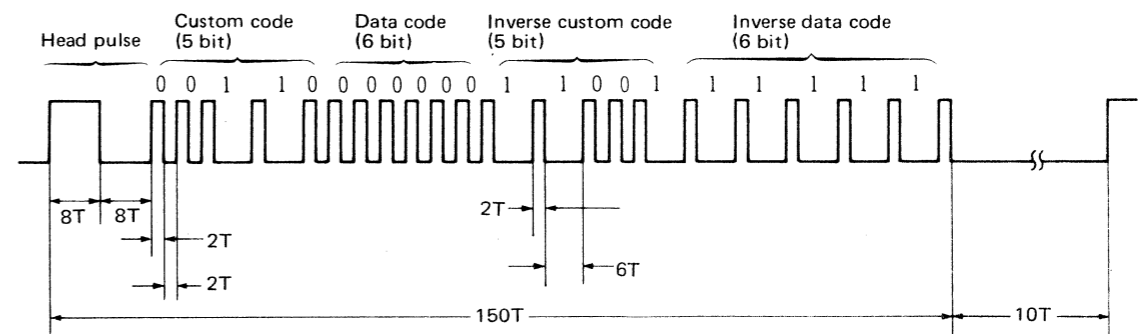 Custom code
(5 bit)
Data code
(6 bit)
Inverse custom code
(5 bit)
Inverse data code
(6 bit)
Head pulse
0 0 1 1 0 0 0 0 0 0 0 1 1 0 0 1 1 1 1 1 1
8T 8T
2T
2T
2T
6T
150T
10T